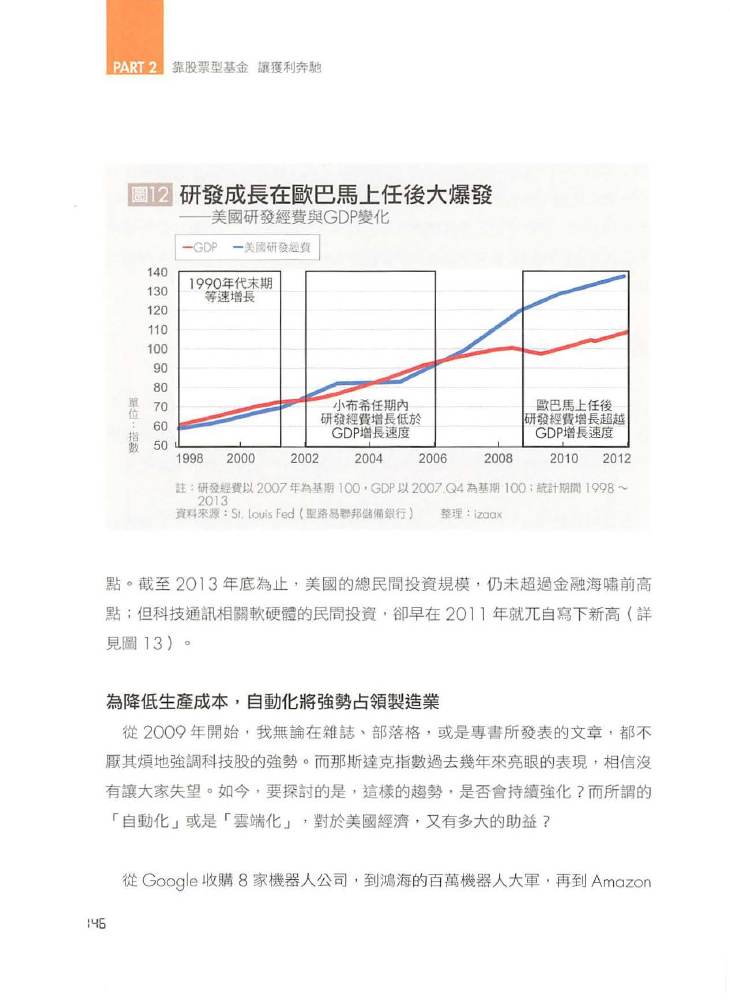 PART 2 靠股票型基金 讓獲利奔馳
圖12 研發成長在歐巴馬上任後大爆發
——美國研發經費與GDP變化
GDP 美國研發經費
140
130
120
110
100
90
80
70
60
50
單位：指數
1990年代末期
等速增長
小布希任期內
研發經費增長低於
GDP增長速度
歐巴馬上任後
研發經費增長超越
GDP增長速度
1998 2000 2002 2004 2006 2008 2010 2012
註：研發經費以 2007 年為基期 100，GDP 以 2007.Q4 為基期 100；統計期間 1998～
2013
資料來源：St. Louis Fed（聖路易聯邦儲備銀行） 整理：izaax
點。截至 2013 年底為止，美國的總民間投資規模，仍未超過金融海嘯前高
點；但科技通訊相關軟硬體的民間投資，卻早在 2011 年就兀自寫下新高（詳
見圖 13）。
為降低生產成本，自動化將強勢占領製造業
從 2009 年開始，我無論在雜誌、部落格，或是專書所發表的文章，都不
厭其煩地強調科技股的強勢。而那斯達克指數過去幾年來亮眼的表現，相信沒
有讓大家失望。如今，要探討的是，這樣的趨勢，是否會持續強化？而所謂的
「自動化」或是「雲端化」，對於美國經濟，又有多大的助益？
從 Google 收購 8 家機器人公司，到鴻海的百萬機器人大軍，再到 Amazon
146